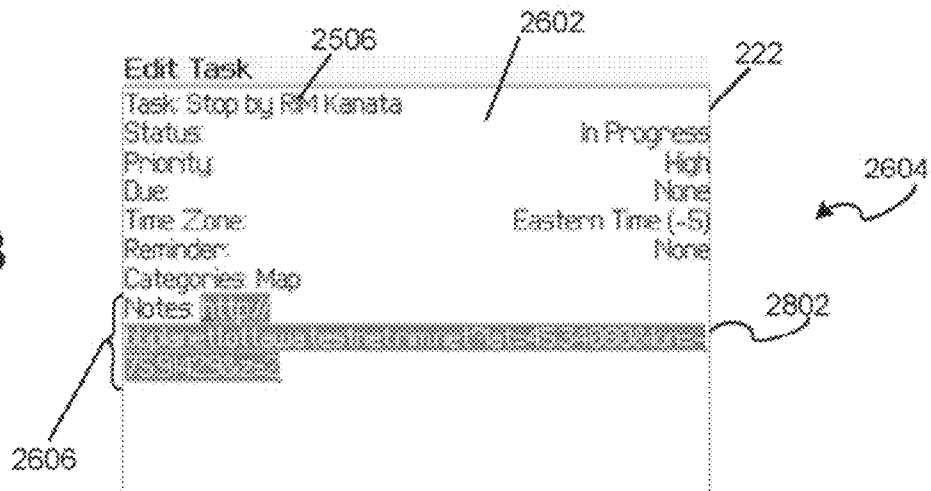 2506
2602
222
Edit Task
Task: Stop by RIM Kanata
Status: In Progress
Priority: High
2604
Due: None
Time Zone: Eastern Time (-5)
Reminder: None
Categories: Map
Notes:
2802
2606